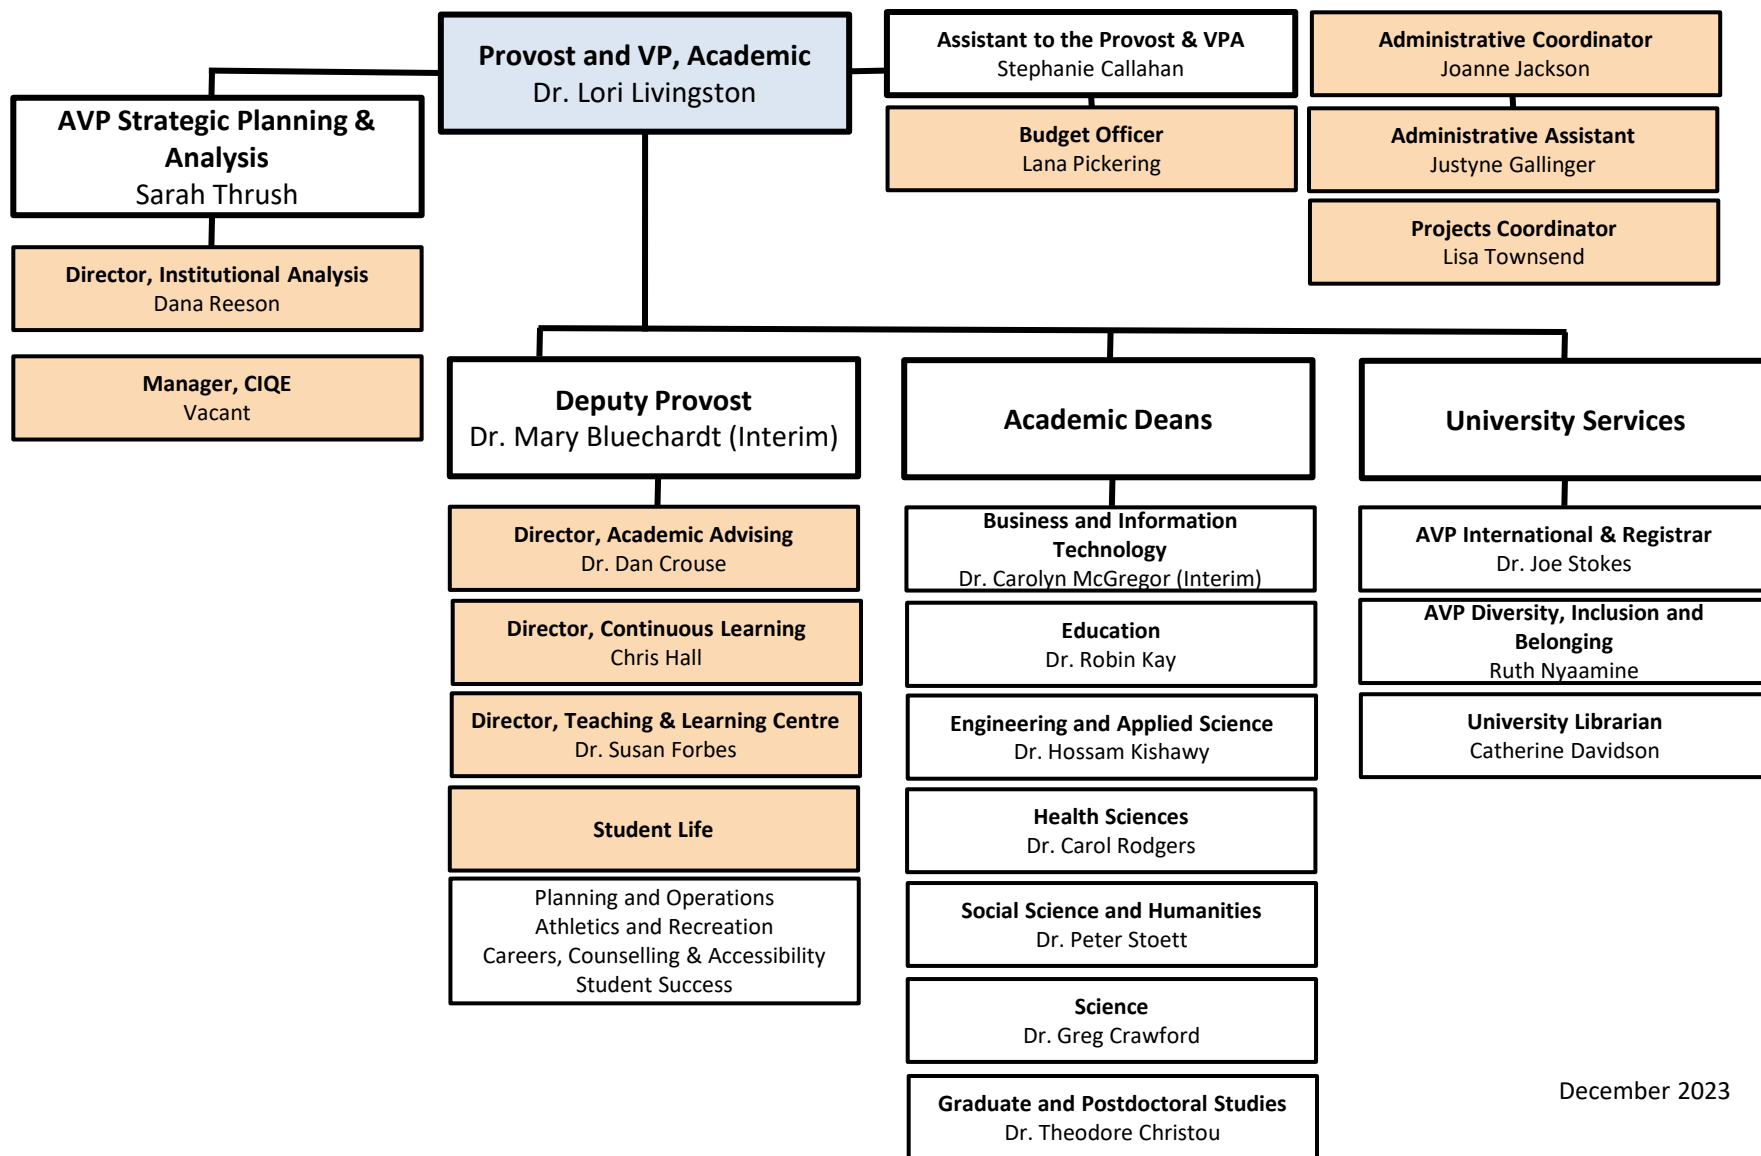 Provost and VP, Academic
Dr. Lori Livingston
Assistant to the Provost & VPA
Stephanie Callahan
Budget Officer
Lana Pickering
Administrative Coordinator
Joanne Jackson
Administrative Assistant
Justyne Gallinger
Projects Coordinator
Lisa Townsend
AVP Strategic Planning &
Analysis
Sarah Thrush
Director, Institutional Analysis
Dana Reeson
Manager, CIQE
Vacant
Deputy Provost
Dr. Mary Bluechardt (Interim)
Director, Academic Advising
Dr. Dan Crouse
Director, Continuous Learning
Chris Hall
Director, Teaching & Learning Centre
Dr. Susan Forbes
Student Life
Planning and Operations
Athletics and Recreation
Careers, Counselling & Accessibility
Student Success
Academic Deans
Business and Information
Technology
Dr. Carolyn McGregor (Interim)
Education
Dr. Robin Kay
Engineering and Applied Science
Dr. Hossam Kishawy
Health Sciences
Dr. Carol Rodgers
Social Science and Humanities
Dr. Peter Stoett
Science
Dr. Greg Crawford
Graduate and Postdoctoral Studies
Dr. Theodore Christou
University Services
AVP International & Registrar
Dr. Joe Stokes
AVP Diversity, Inclusion and
Belonging
Ruth Nyaamine
University Librarian
Catherine Davidson
December 2023